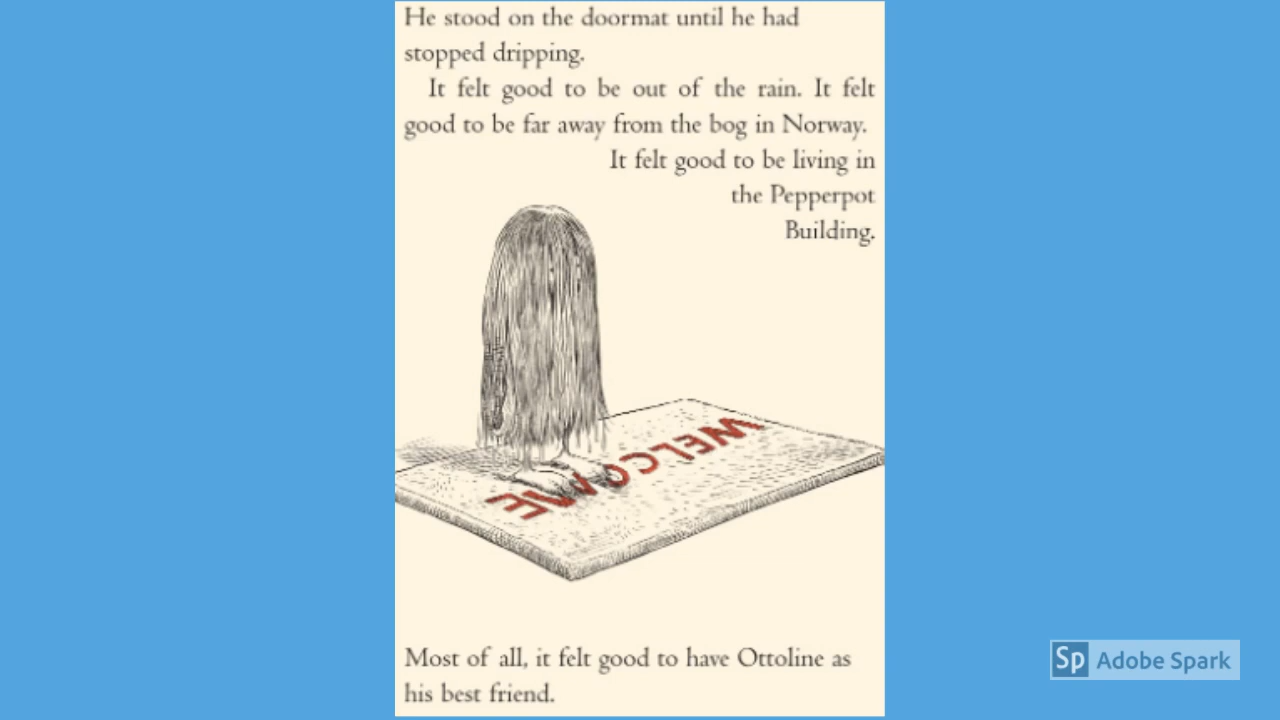 He stood on the doormat until he had
stopped dripping.
It felt good to be out of the rain. It felt
good to be far away from the bog in Norway.
It felt good to be living in
the Pepperpot
Building.
WELCOME
Most of all, it felt good to have Ottoline as
his best friend.
Sp Adobe Spark